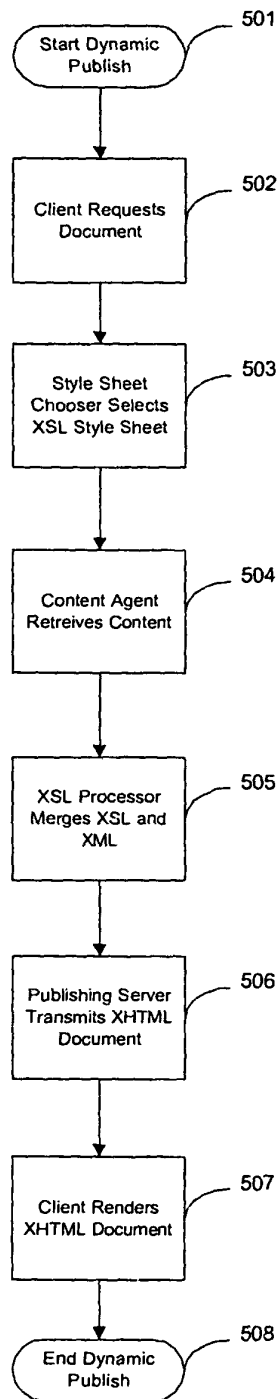 501
Start Dynamic
Publish
502
Client Requests
Document
503
Style Sheet
Chooser Selects
XSL Style Sheet
504
Content Agent
Retreives Content
505
XSL Processor
Merges XSL and
XML
506
Publishing Server
Transmits XHTML
Document
507
Client Renders
XHTML Document
508
End Dynamic
Publish